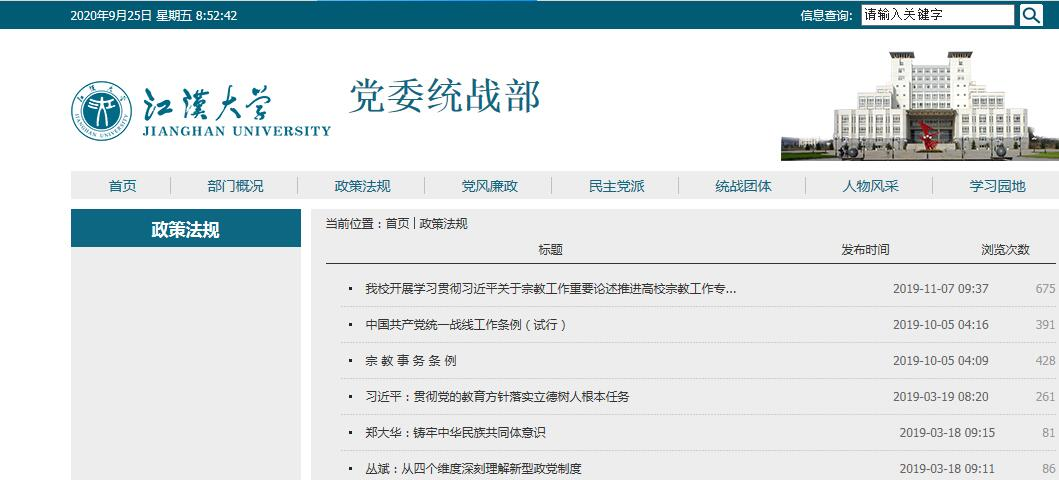 2020年9月25日 星期五 8:52:42 信息查询: 请输入关键字
江汉大学 党委统战部
JIANGHAN UNIVERSITY
首页 部门概况 政策法规 党风廉政 民主党派 统战团体 人物风采 学习园地
政策法规 当前位置：首页 | 政策法规
标题 发布时间 浏览次数
我校开展学习贯彻习近平关于宗教工作重要论述推进高校宗教工作专... 2019-11-07 09:37 675
中国共产党统一战线工作条例（试行） 2019-10-05 04:16 391
宗 教 事 务 条 例 2019-10-05 04:09 428
习近平：贯彻党的教育方针落实立德树人根本任务 2019-03-19 08:20 261
郑大华：铸牢中华民族共同体意识 2019-03-18 09:15 81
丛斌：从四个维度深刻理解新型政党制度 2019-03-18 09:11 86